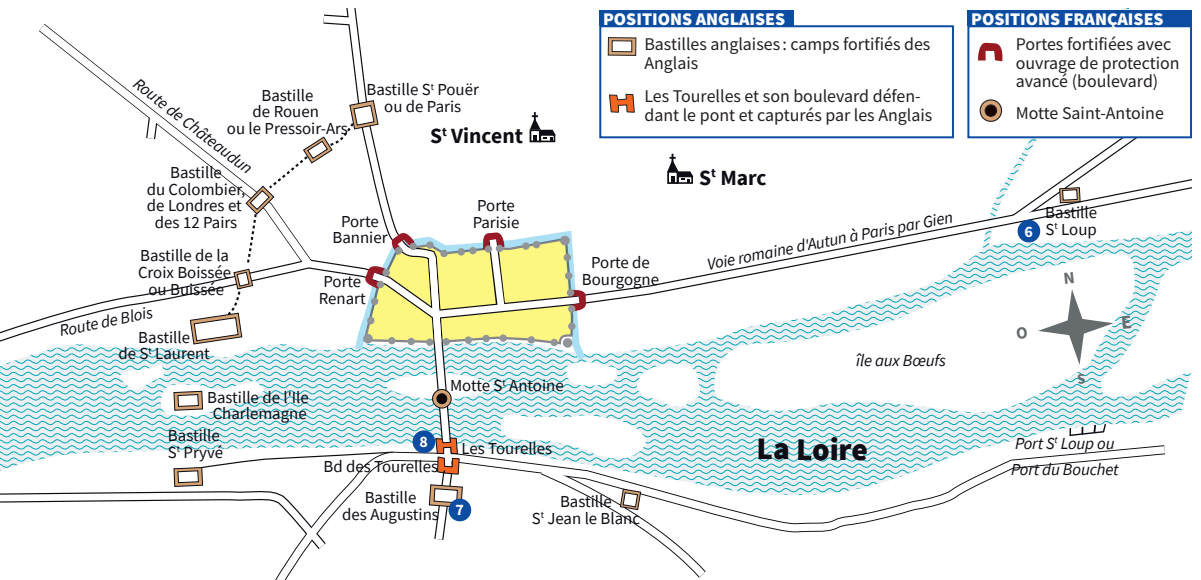 POSITIONS ANGLAISES
Bastilles anglaises : camps fortifiés des
Anglais
Les Tourelles et son boulevard défen-
dant le pont et capturés par les Anglais
POSITIONS FRANÇAISES
Portes fortifiées avec
ouvrage de protection
avancé (boulevard)
Motte Saint-Antoine
Route de Châteaudun
Bastille
de Rouen
ou le Pressoir-Ars
Bastille St Pouër
ou de Paris
St Vincent
St Marc
Bastille
du Colombier,
de Londres et
des 12 Pairs
Porte
Bannier
Porte
Parisie
Bastille
St Loup
6
Voie romaine d'Autun à Paris par Gien
Bastille de la
Croix Boissée
ou Buissée
Porte
Renart
Porte de
Bourgogne
N
E
S
O
Route de Blois
Bastille
de St Laurent
île aux Bœufs
Motte St Antoine
Bastille de l'Ile
Charlemagne
Bastille
St Pryvé
8
Les Tourelles
Bd des Tourelles
La Loire
Port St Loup ou
Port du Bouchet
Bastille
des Augustins
7
Bastille
St Jean le Blanc